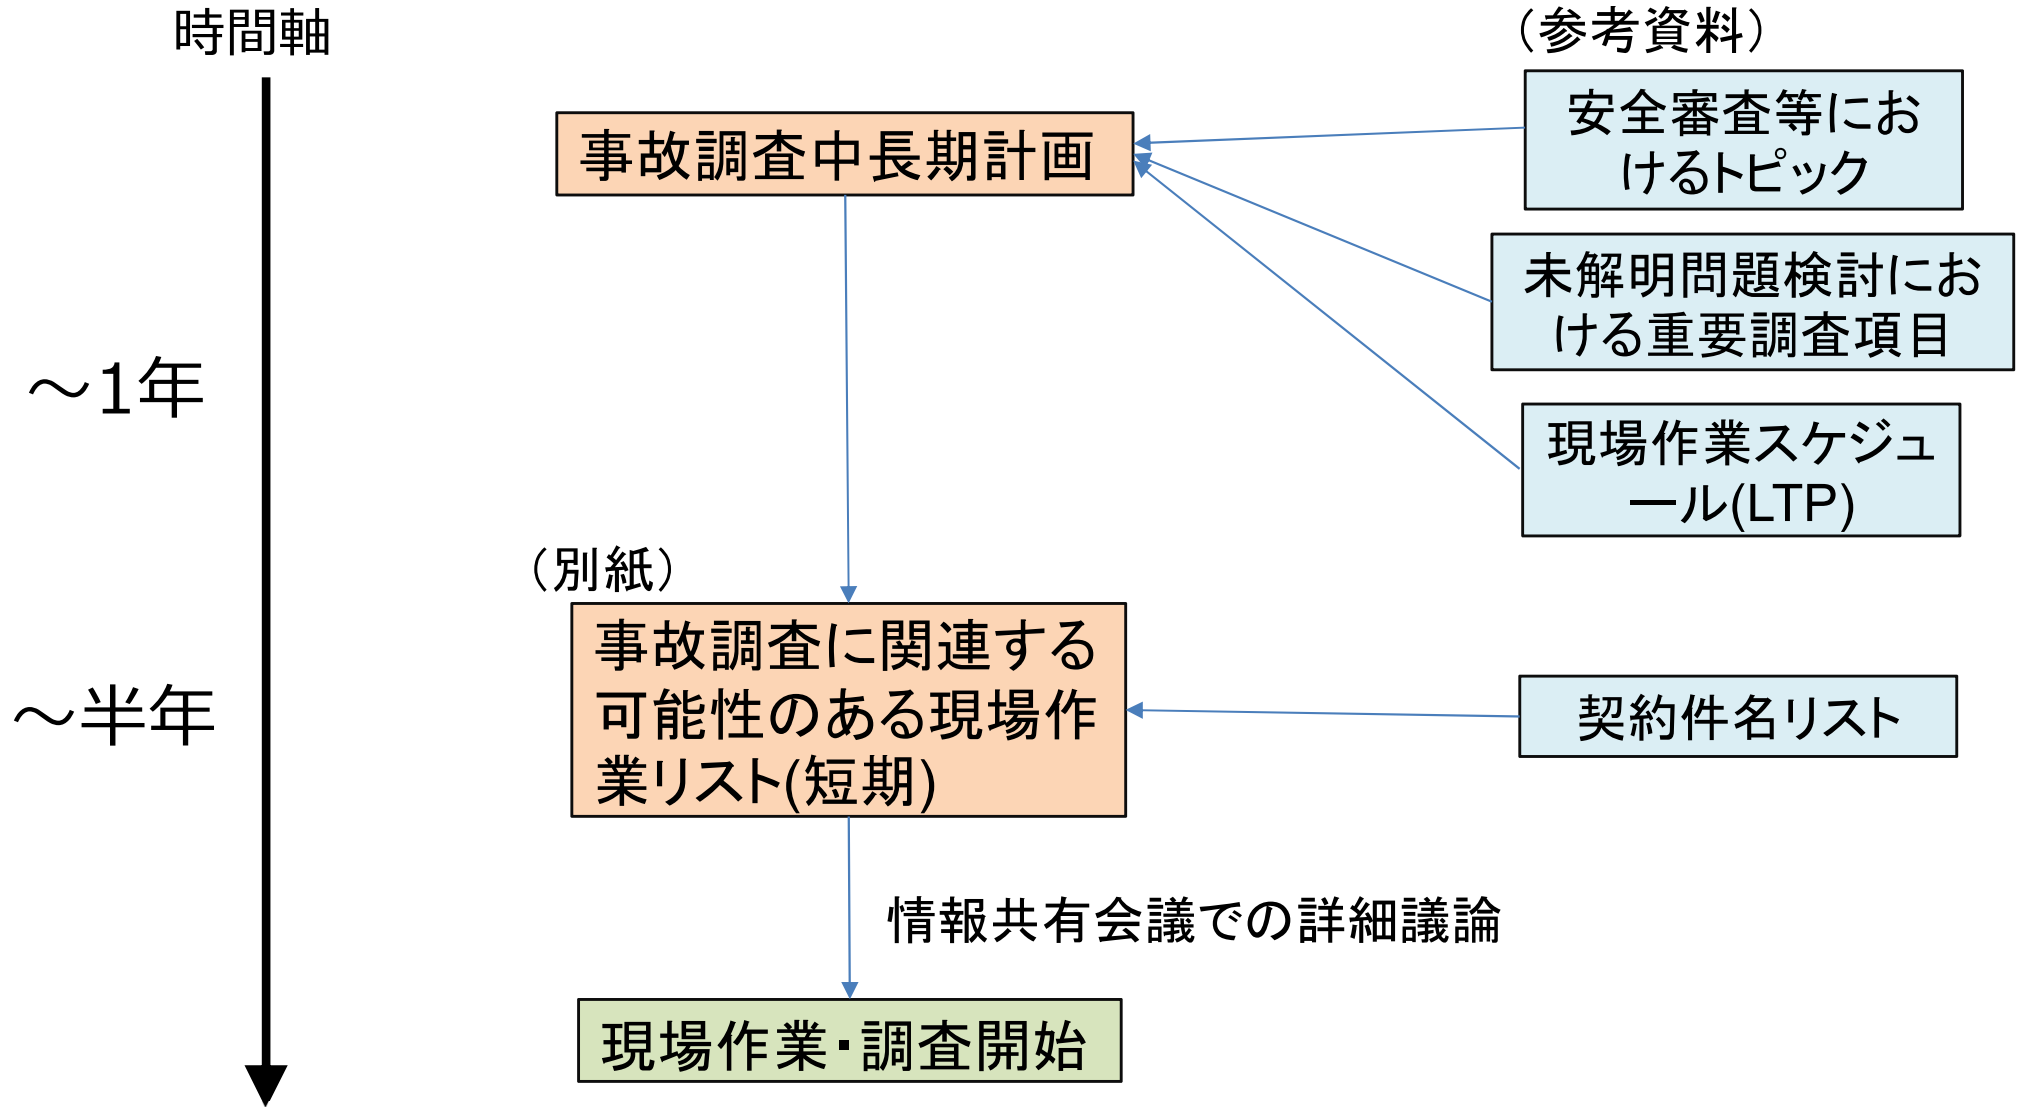 時間軸
（参考資料）
安全審査等にお
けるトピック
事故調査中長期計画
未解明問題検討にお
ける重要調査項目
～1年
現場作業スケジュ
ール(LTP)
（別紙）
事故調査に関連する
可能性のある現場作
業リスト(短期)
～半年
契約件名リスト
情報共有会議での詳細議論
現場作業・調査開始